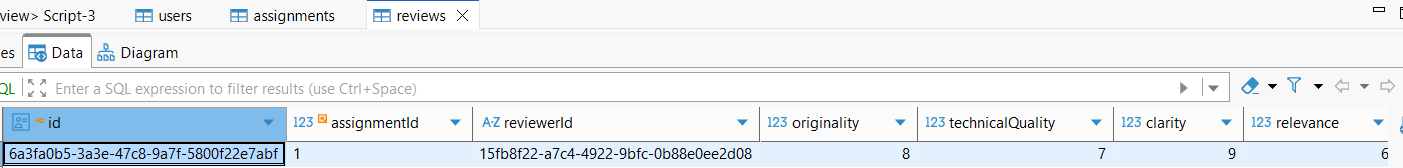 view> Script-3 users assignments reviews
es Data Diagram
QL Enter a SQL expression to filter results (use Ctrl+Space)
id 123 assignmentId A-Z reviewerId 123 originality 123 technicalQuality 123 clarity 123 relevance
6a3fa0b5-3a3e-47c8-9a7f-5800f22e7abf 1 15fb8f22-a7c4-4922-9bfc-0b88e0ee2d08 8 7 9 6